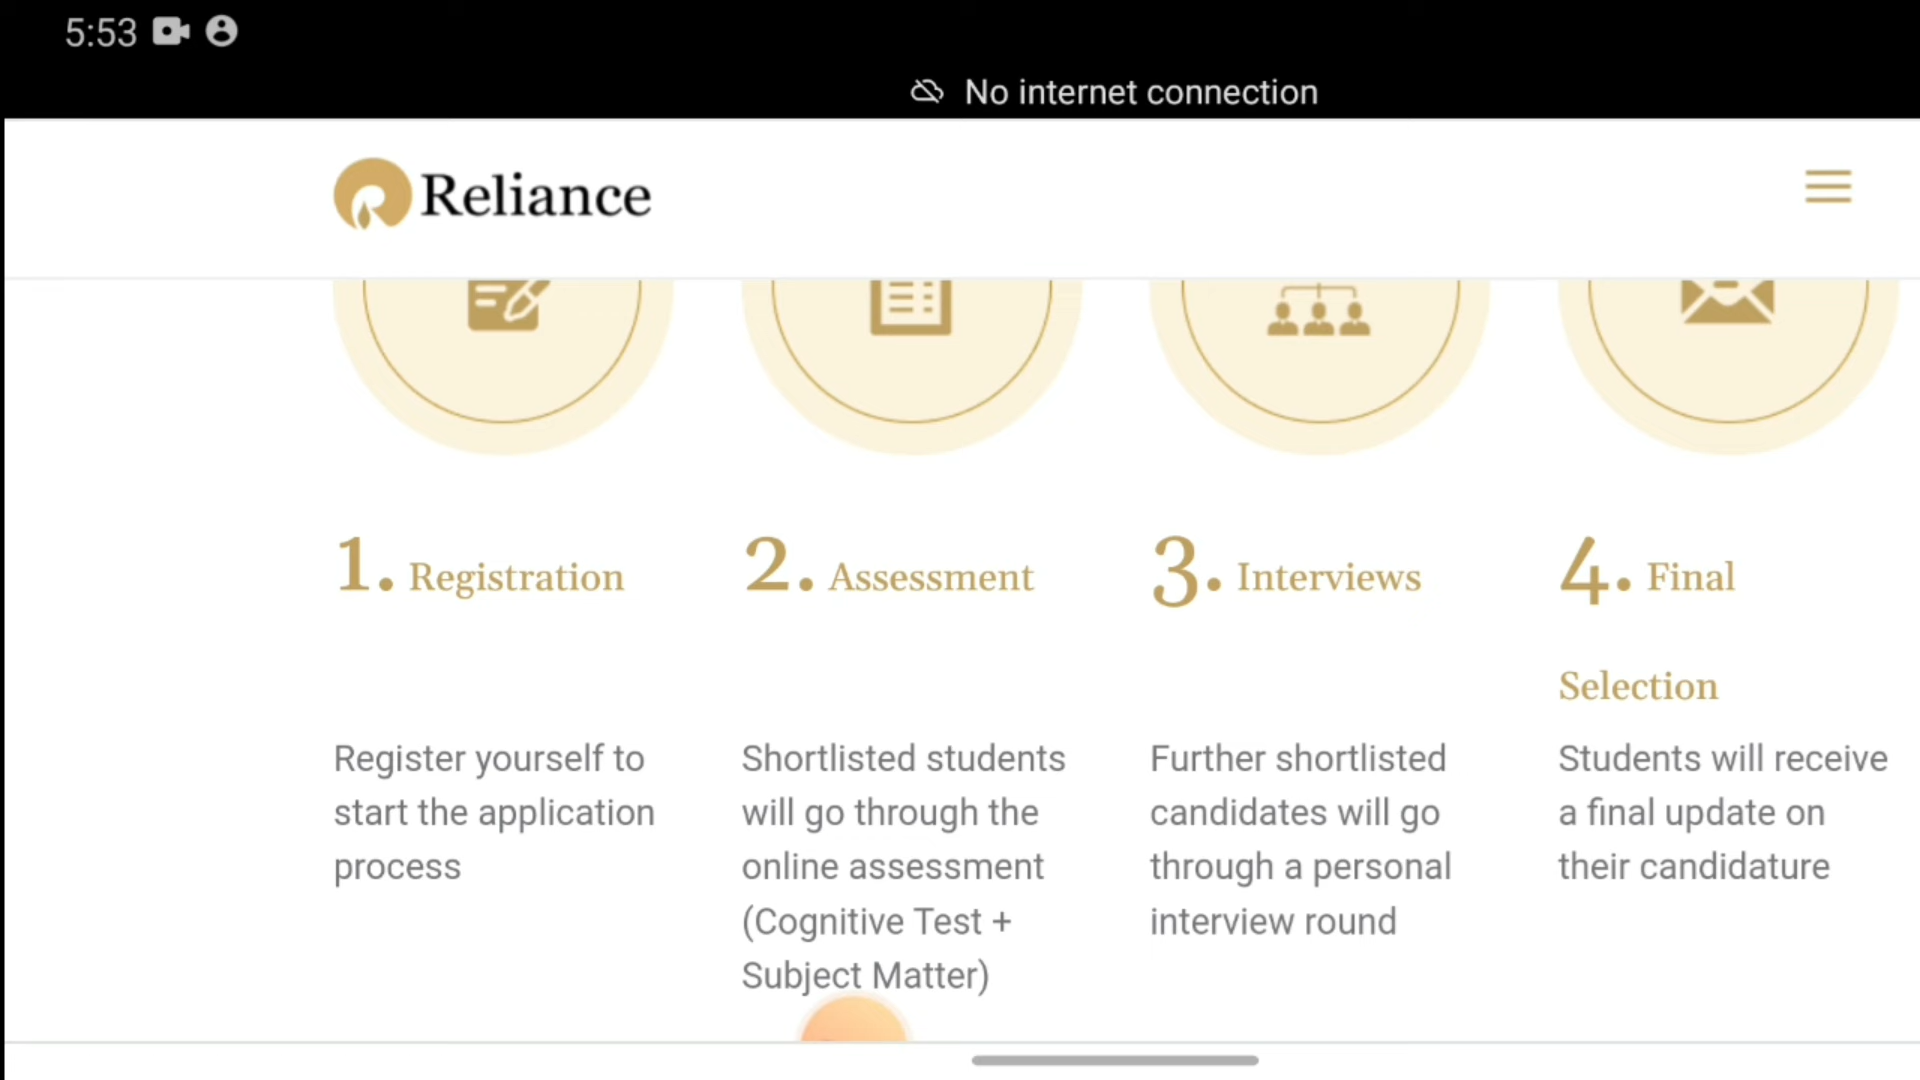 5:53
No internet connection
Reliance
1. Registration
Register yourself to
start the application
process
2. Assessment
Shortlisted students
will go through the
online assessment
(Cognitive Test +
Subject Matter)
3. Interviews
Further shortlisted
candidates will go
through a personal
interview round
4. Final
Selection
Students will receive
a final update on
their candidature